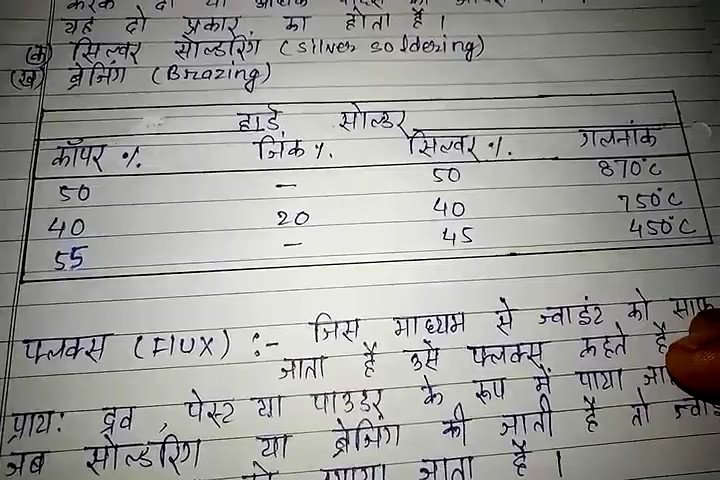 यह दो प्रकार का होता है ।
(क) सिल्वर सोल्डरिंग (Silver soldering)
(ख) ब्रेजिंग (Brazing)
हार्ड सोल्डर
कॉपर % जिंक % सिल्वर % गलनांक
50 — 50 870°C
40 20 40 750°C
55 — 45 450°C
फ्लक्स (FIUX) :- जिस माध्यम से ज्वाइंट को साफ
जाता है उसे फ्लक्स कहते है
प्राय: द्रव , पेस्ट या पाउडर के रूप में पाया
जब सोल्डरिंग या ब्रेजिंग की जाती है तो
जाता है ।